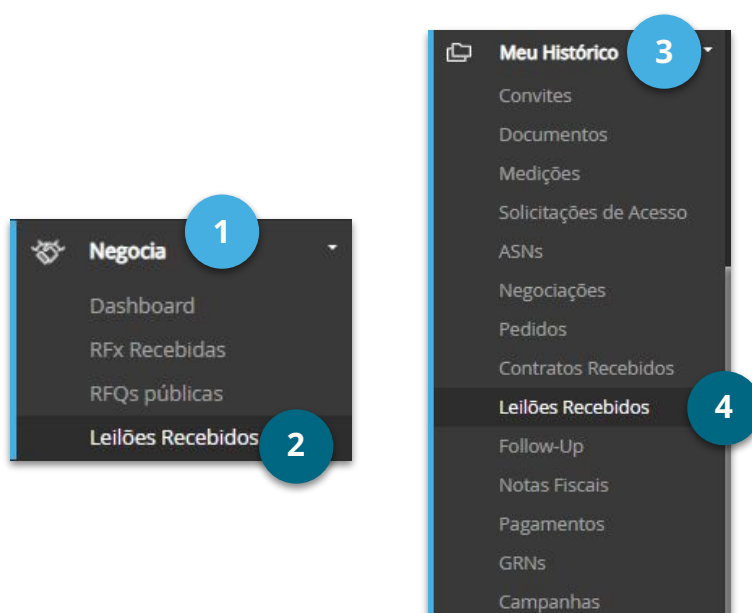 1
Negocia
Dashboard
RFx Recebidas
RFQs públicas
Leilões Recebidos
2
Meu Histórico
3
Convites
Documentos
Medições
Solicitações de Acesso
ASNs
Negociações
Pedidos
Contratos Recebidos
Leilões Recebidos
4
Follow-Up
Notas Fiscais
Pagamentos
GRNs
Campanhas